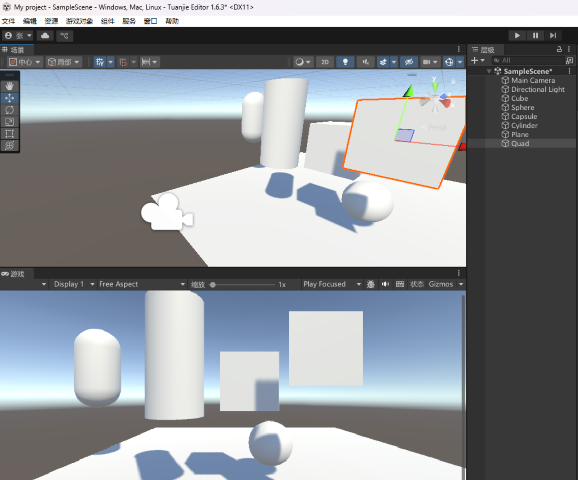 My project - SampleScene - Windows, Mac, Linux - Tuanjie Editor 1.6.3* <DX11>
文件 编辑 资源 游戏对象 组件 服务 窗口 帮助
张
场景
中心 局部 2D
Persp
层级
All
SampleScene*
Main Camera
Directional Light
Cube
Sphere
Capsule
Cylinder
Plane
Quad
游戏
Display 1 Free Aspect 缩放 1x Play Focused 状态 Gizmos